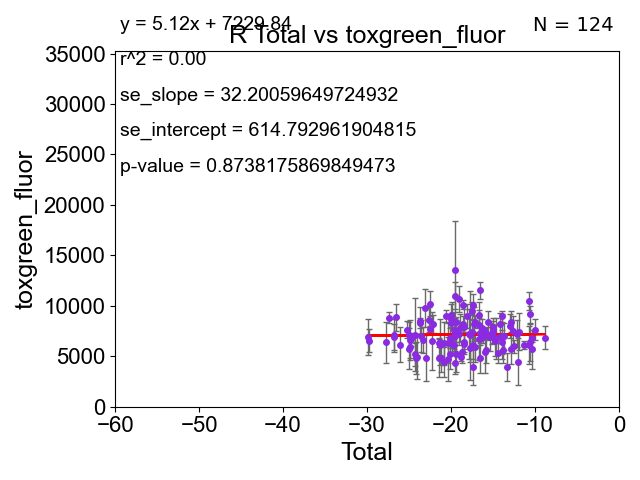 y = 5.12x + 7229.84
N = 124
R Total vs toxgreen_fluor
r^2 = 0.00
se_slope = 32.20059649724932
se_intercept = 614.792961904815
p-value = 0.8738175869849473
35000
30000
25000
20000
15000
10000
5000
0
toxgreen_fluor
−60 −50 −40 −30 −20 −10 0
Total